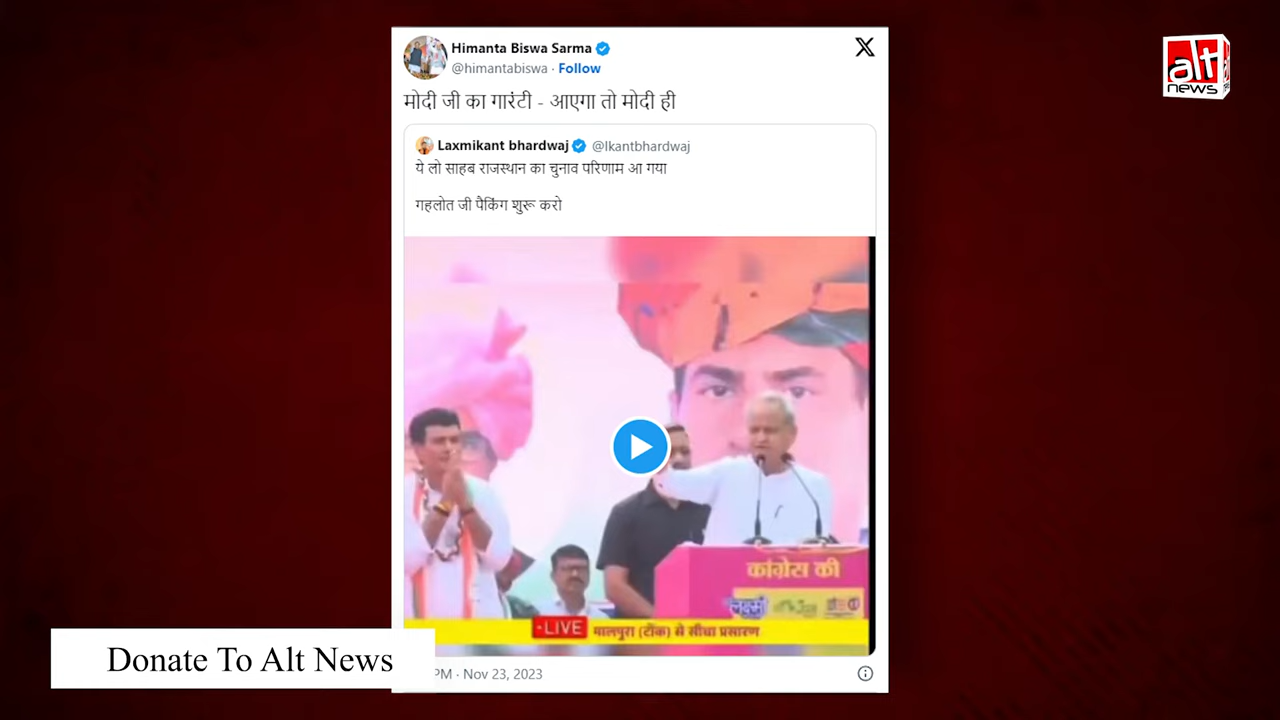 Himanta Biswa Sarma
@himantabiswa · Follow
X
alt
news
मोदी जी का गारंटी - आएगा तो मोदी ही
Laxmikant bhardwaj @lkantbhardwaj
ये लो साहब राजस्थान का चुनाव परिणाम आ गया
गहलोत जी पैकिंग शुरू करो
कांग्रेस की
-LIVE मालपुरा (टोंक) से सीधा प्रसारण
Donate To Alt News
PM · Nov 23, 2023